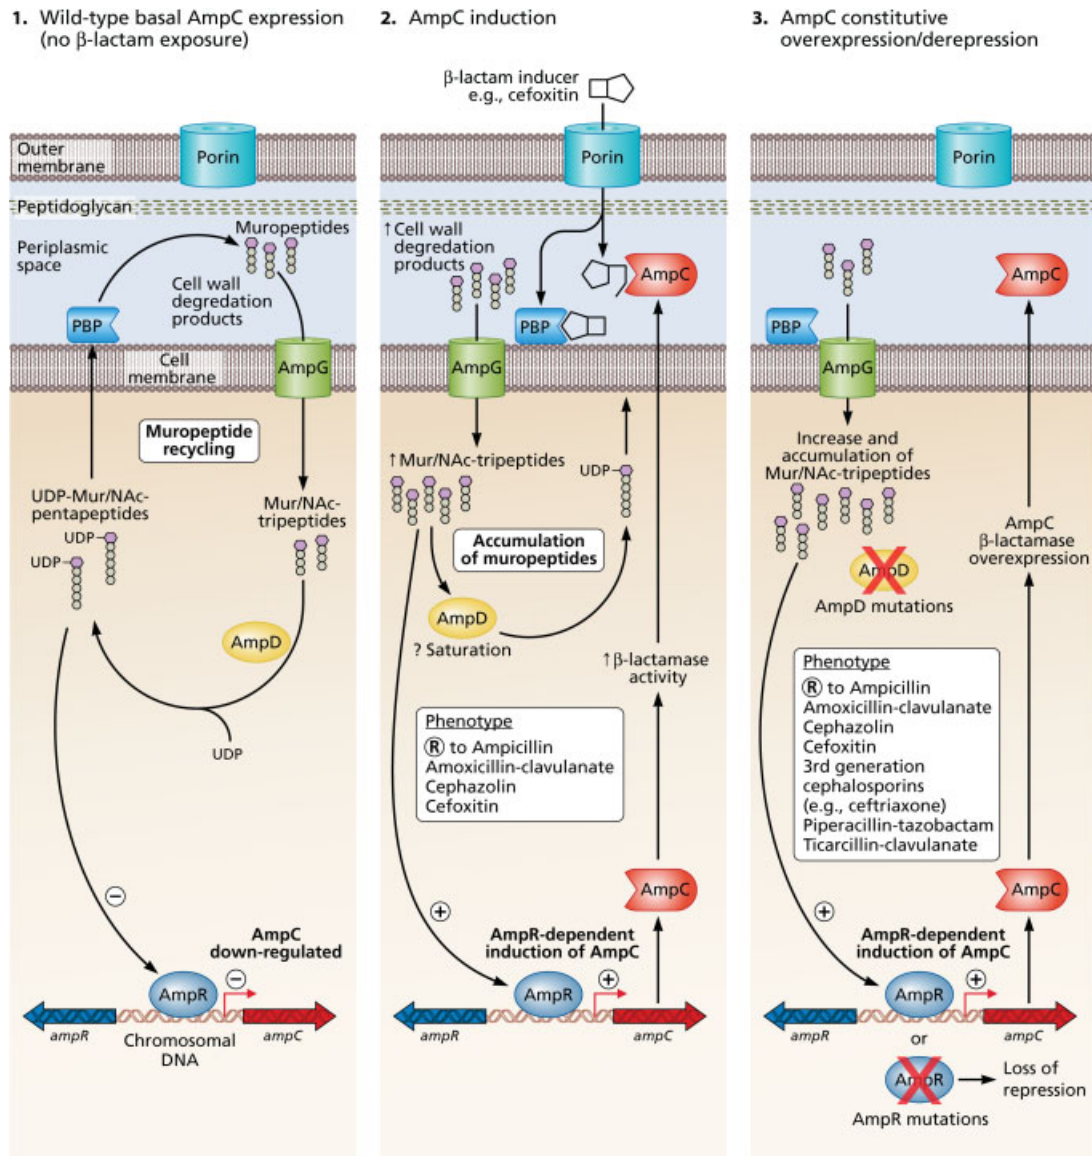 1. Wild-type basal AmpC expression
(no β-lactam exposure)
Outer
membrane
Porin
Peptidoglycan
Muropeptides
Periplasmic
space
Cell wall
degredation
products
PBP
Cell
membrane
AmpG
Muropeptide
recycling
UDP-Mur/NAc-
pentapeptides
Mur/NAc-
tripeptides
UDP
UDP
AmpD
UDP
−
AmpC
down-regulated
−
AmpR
ampR
Chromosomal
DNA
ampC
2. AmpC induction
β-lactam inducer
e.g., cefoxitin
Porin
↑Cell wall
degredation
products
AmpC
PBP
AmpG
↑Mur/NAc-tripeptides
UDP
Accumulation
of muropeptides
AmpD
? Saturation
↑β-lactamase
activity
Phenotype
Ⓡ to Ampicillin
Amoxicillin-clavulanate
Cephazolin
Cefoxitin
AmpC
+
AmpR-dependent
induction of AmpC
+
AmpR
ampR
ampC
3. AmpC constitutive
overexpression/derepression
Porin
AmpC
PBP
AmpG
Increase and
accumulation of
Mur/NAc-tripeptides
AmpC
β-lactamase
overexpression
AmpD
AmpD mutations
Phenotype
Ⓡ to Ampicillin
Amoxicillin-clavulanate
Cephazolin
Cefoxitin
3rd generation
cephalosporins
(e.g., ceftriaxone)
Piperacillin-tazobactam
Ticarcillin-clavulanate
AmpC
+
AmpR-dependent
induction of AmpC
+
AmpR
ampR
ampC
or
AmpR
Loss of
repression
AmpR mutations